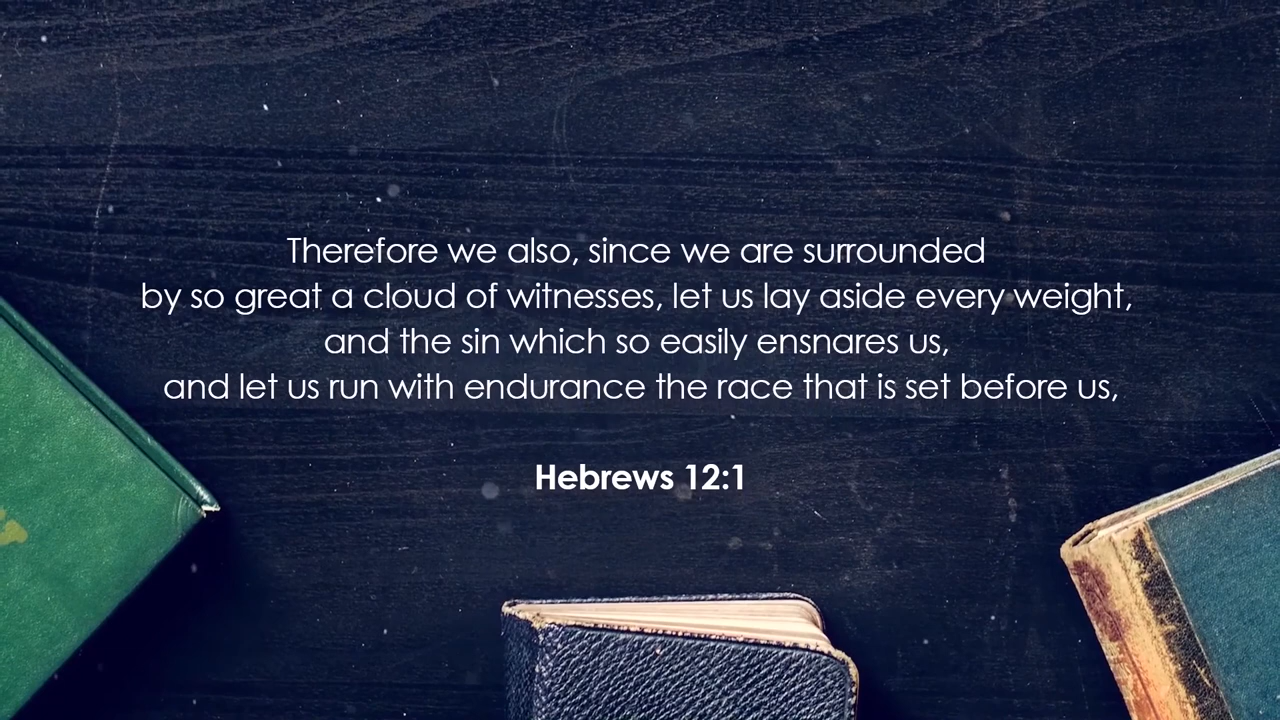 Therefore we also, since we are surrounded
by so great a cloud of witnesses, let us lay aside every weight,
and the sin which so easily ensnares us,
and let us run with endurance the race that is set before us,
Hebrews 12:1